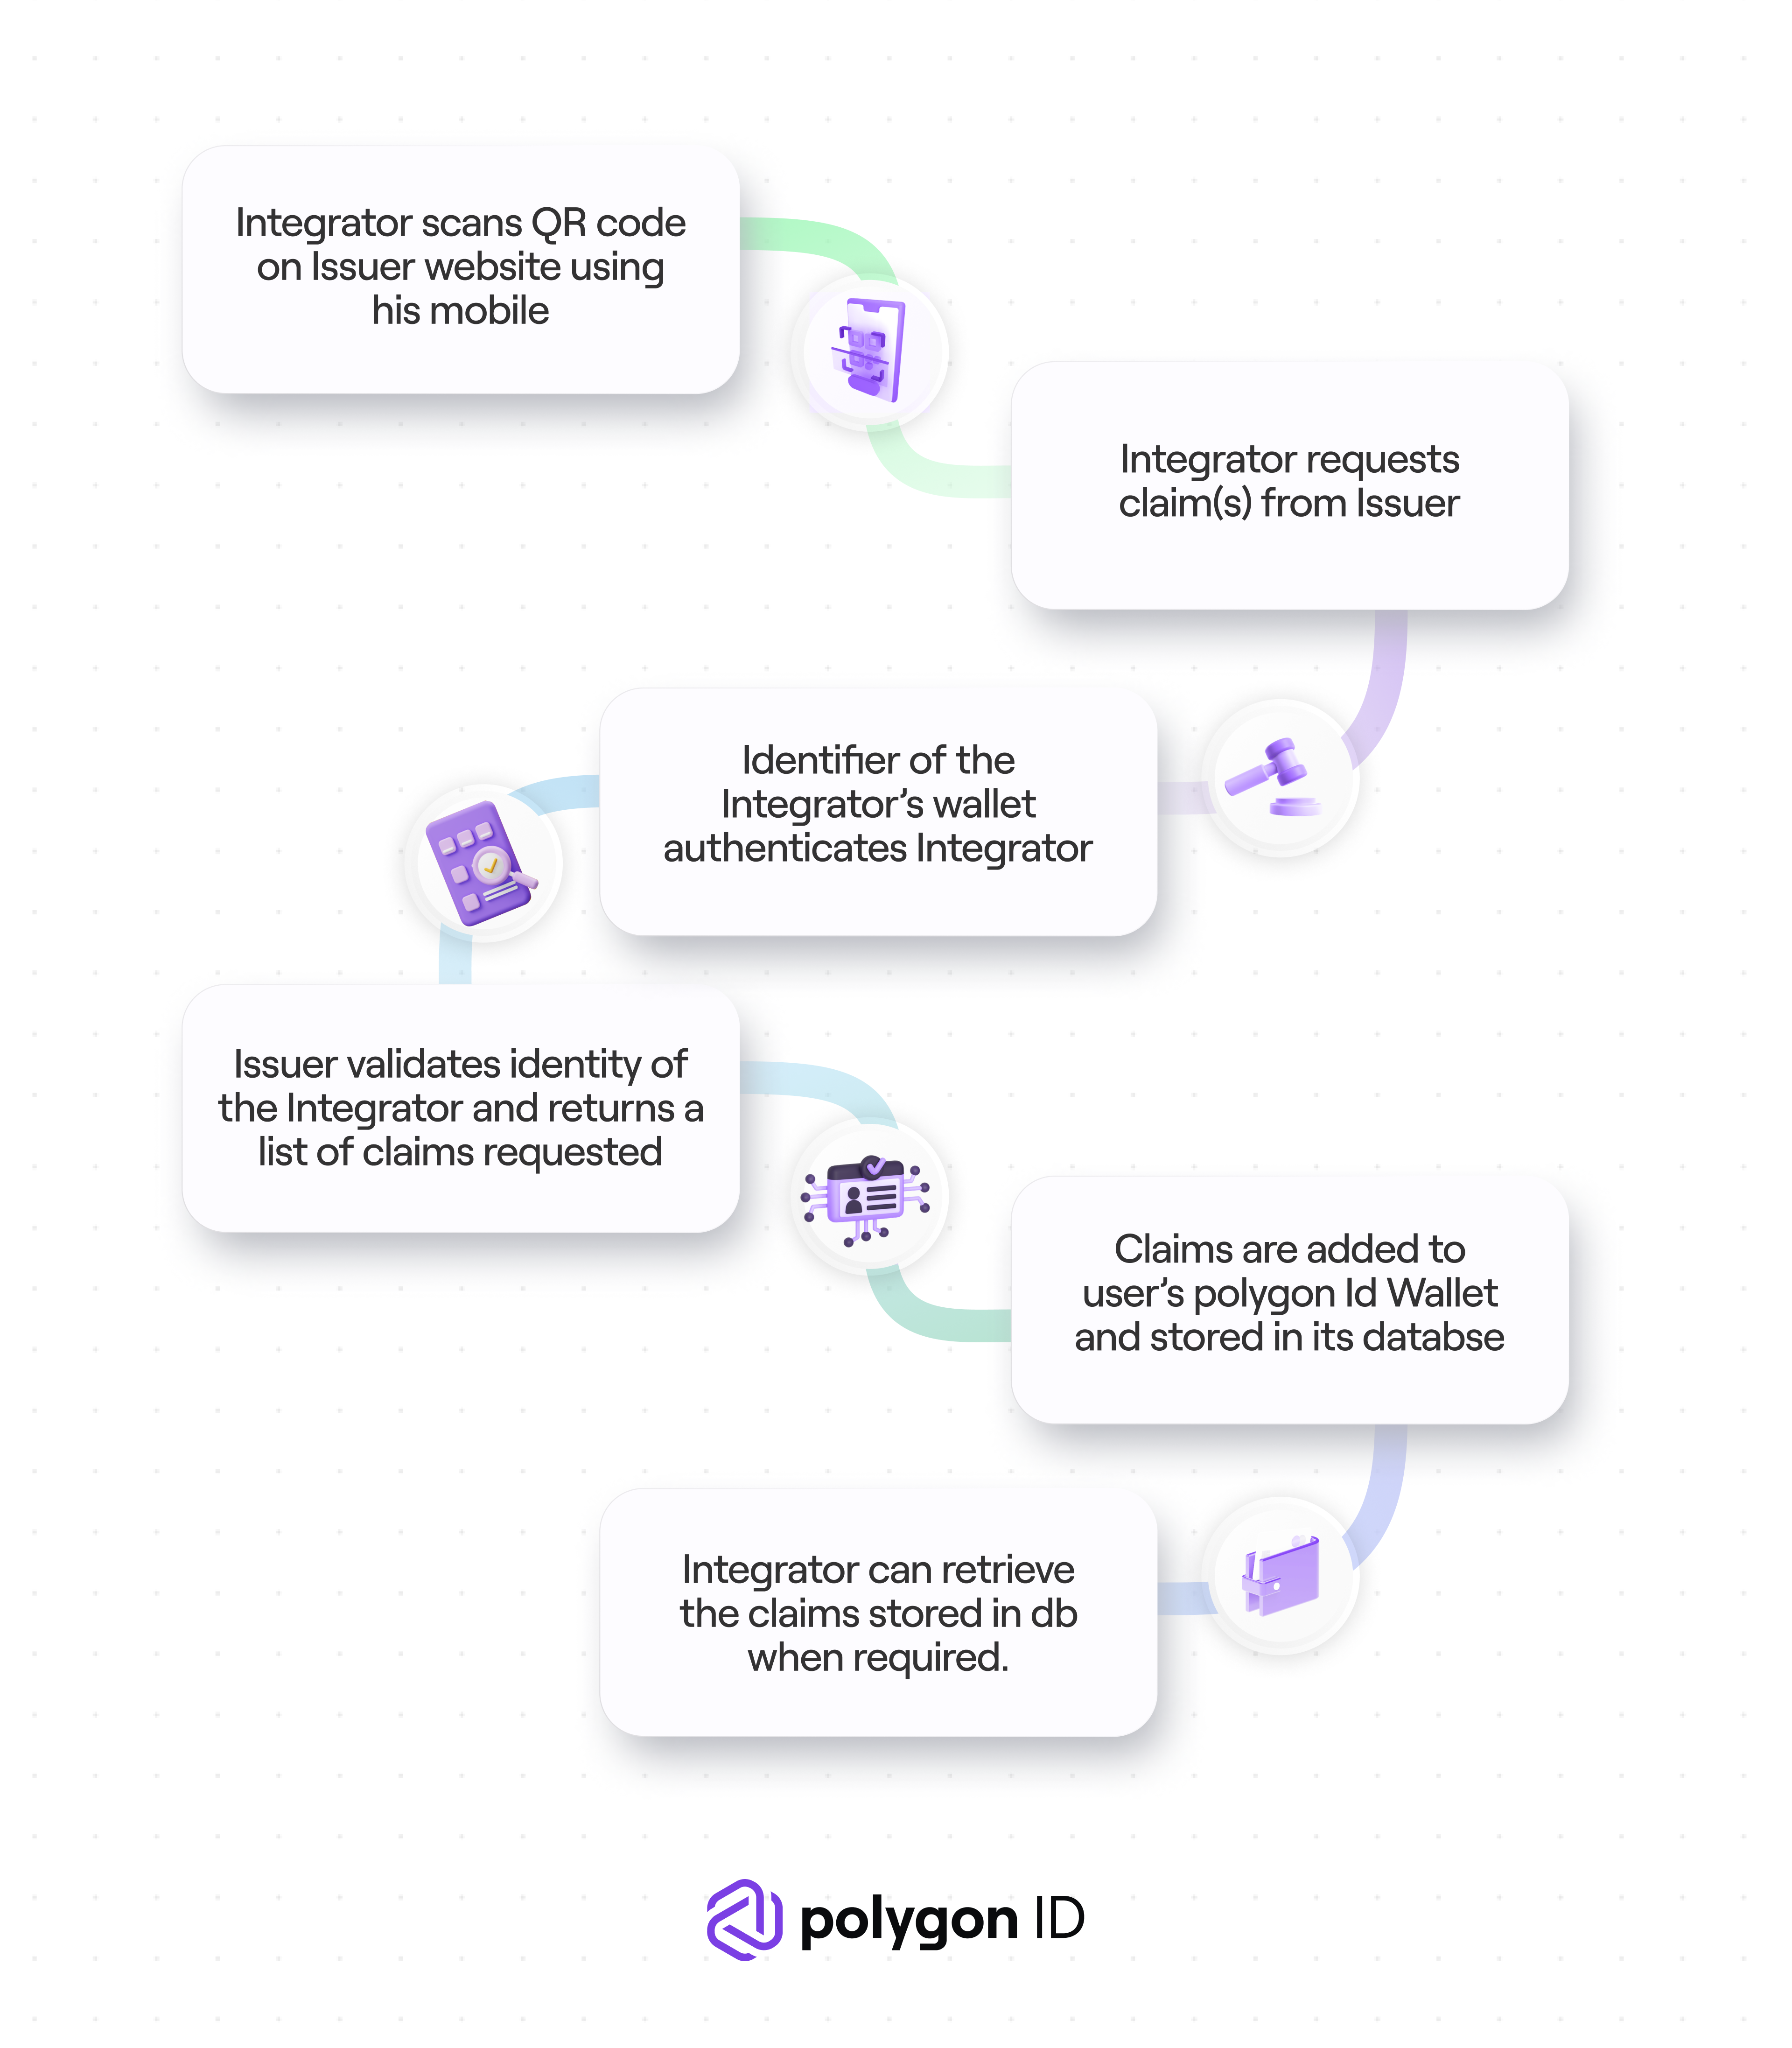 Integrator scans QR code
on Issuer website using
his mobile
Integrator requests
claim(s) from Issuer
Identifier of the
Integrator’s wallet
authenticates Integrator
Issuer validates identity of
the Integrator and returns a
list of claims requested
Claims are added to
user’s polygon Id Wallet
and stored in its databse
Integrator can retrieve
the claims stored in db
when required.
polygon ID